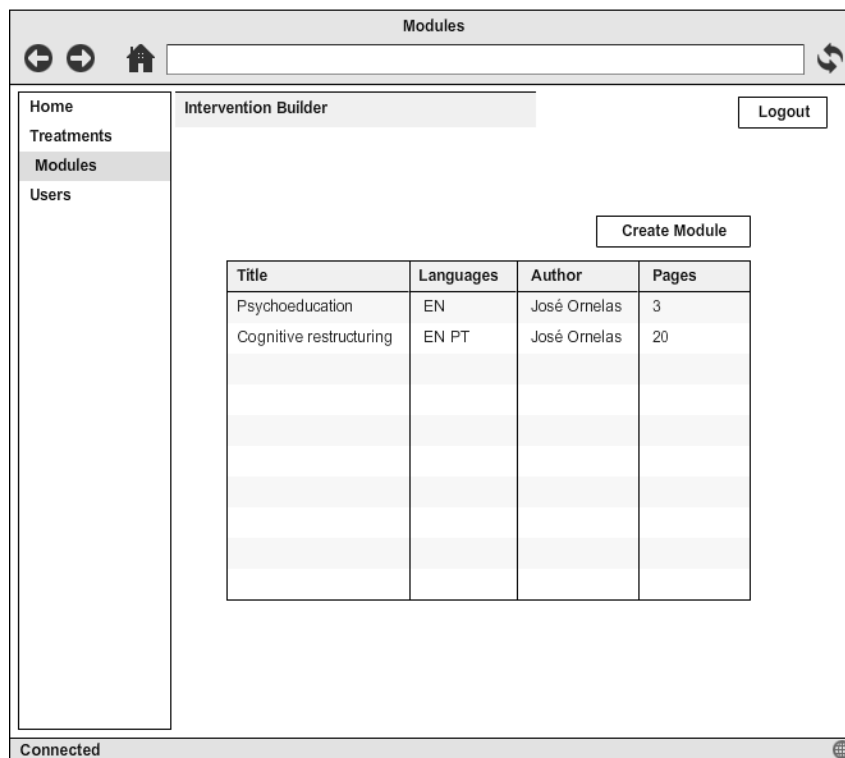 Modules
Home
Treatments
Modules
Users
Intervention Builder
Logout
Create Module
Title Languages Author Pages
Psychoeducation EN José Ornelas 3
Cognitive restructuring EN PT José Ornelas 20
Connected